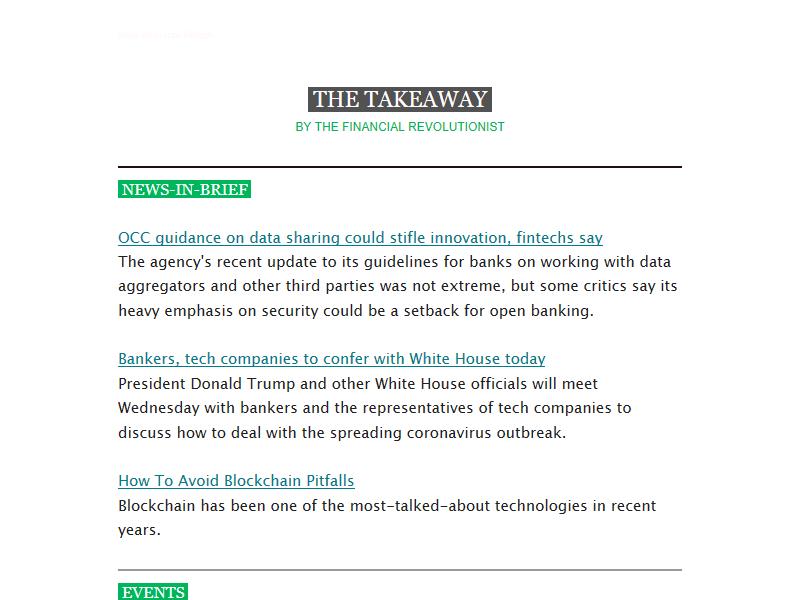 THE TAKEAWAY
BY THE FINANCIAL REVOLUTIONIST
NEWS-IN-BRIEF
OCC guidance on data sharing could stifle innovation, fintechs say
The agency's recent update to its guidelines for banks on working with data
aggregators and other third parties was not extreme, but some critics say its
heavy emphasis on security could be a setback for open banking.
Bankers, tech companies to confer with White House today
President Donald Trump and other White House officials will meet
Wednesday with bankers and the representatives of tech companies to
discuss how to deal with the spreading coronavirus outbreak.
How To Avoid Blockchain Pitfalls
Blockchain has been one of the most-talked-about technologies in recent
years.
EVENTS